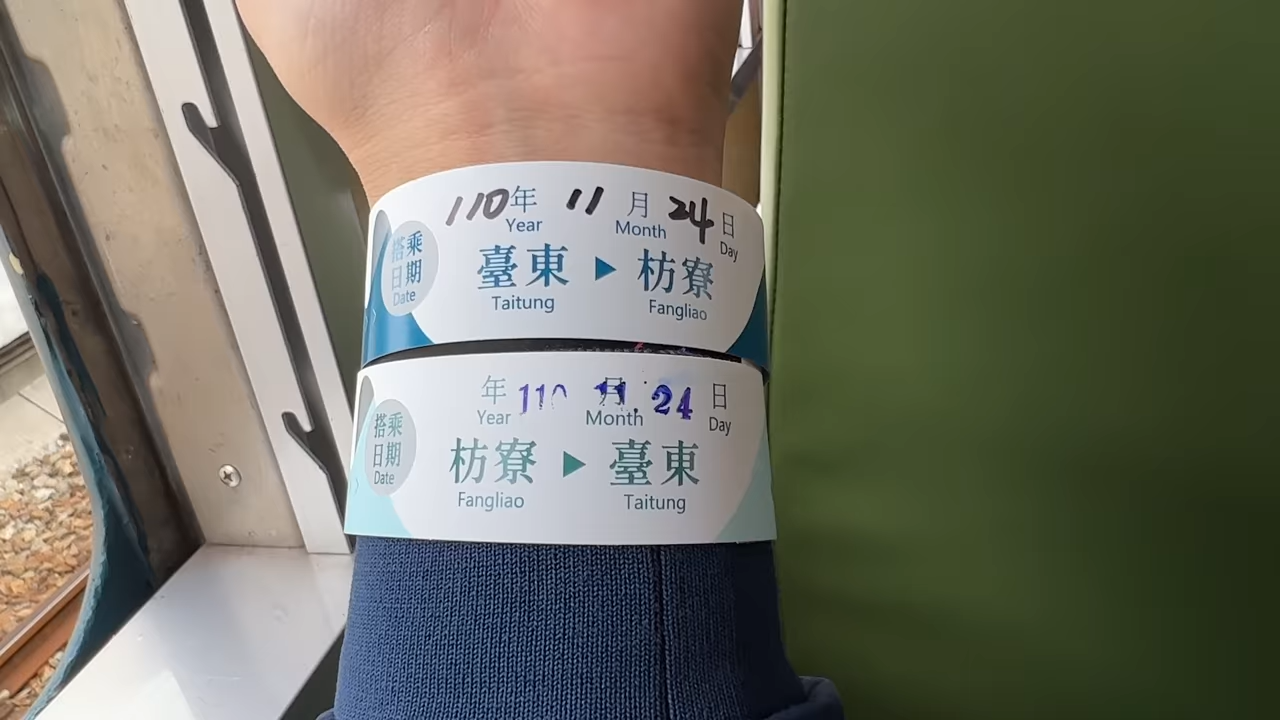 110年 11 月 24 日
Year Month Day
搭乘
日期
Date
臺東 ▶ 枋寮
Taitung Fangliao
年 110 月 11. 24 日
Year Month Day
搭乘
日期
Date
枋寮 ▶ 臺東
Fangliao Taitung